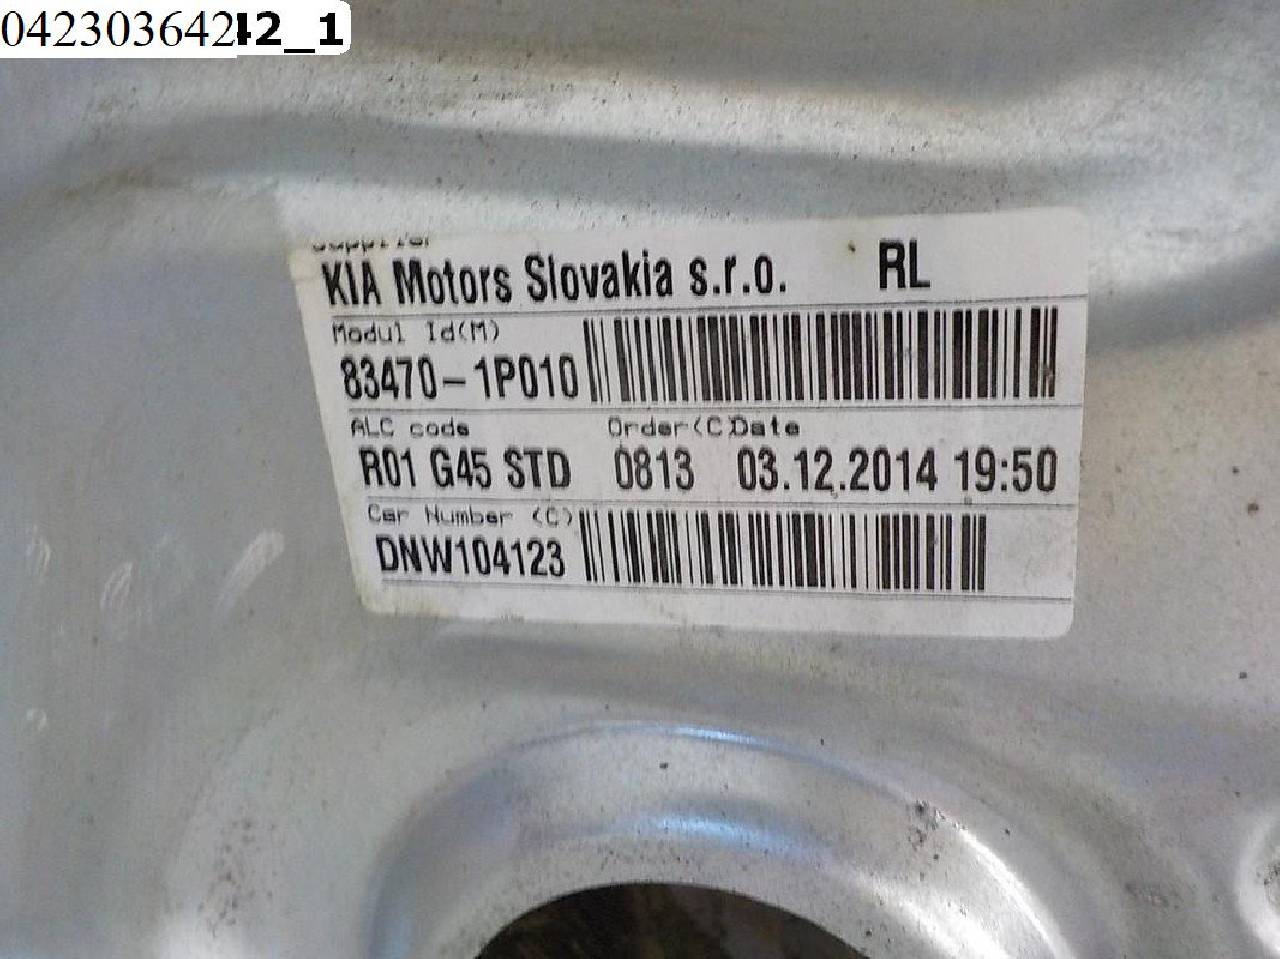 04230364242_1
Supplier
KIA Motors Slovakia s.r.o. RL
Modul Id(M)
83470-1P010
ALC code Order(C)Date
R01 G45 STD 0813 03.12.2014 19:50
Car Number (C)
DNW104123